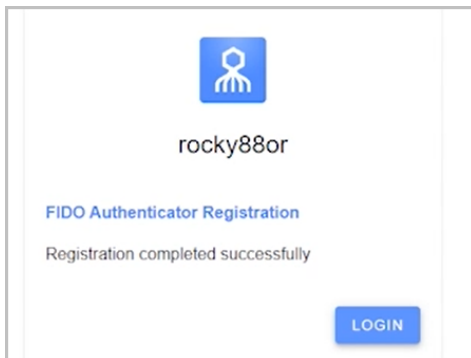 rocky88or
FIDO Authenticator Registration
Registration completed successfully
LOGIN